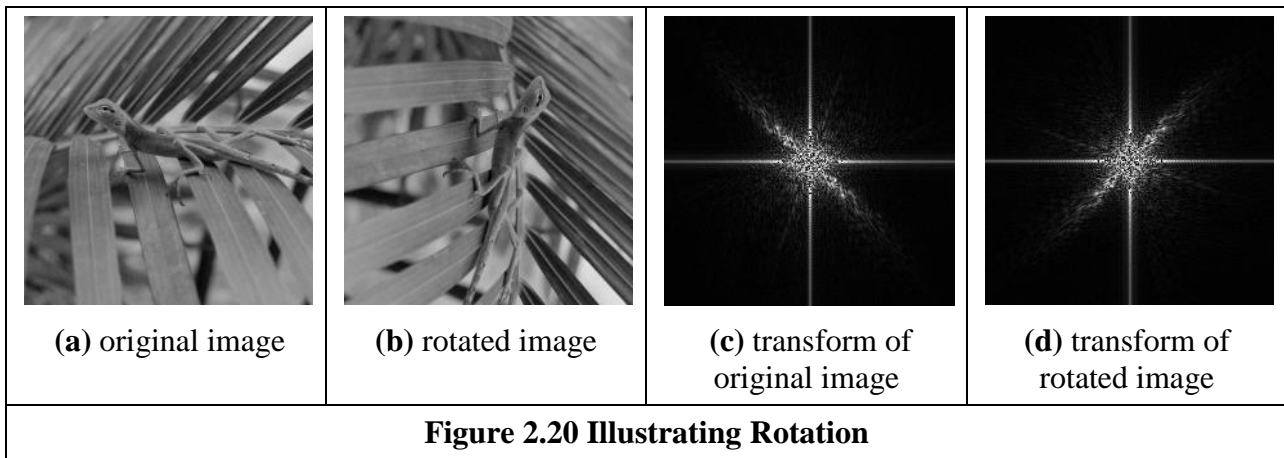 (a) original image
(b) rotated image
(c) transform of
original image
(d) transform of
rotated image
Figure 2.20 Illustrating Rotation